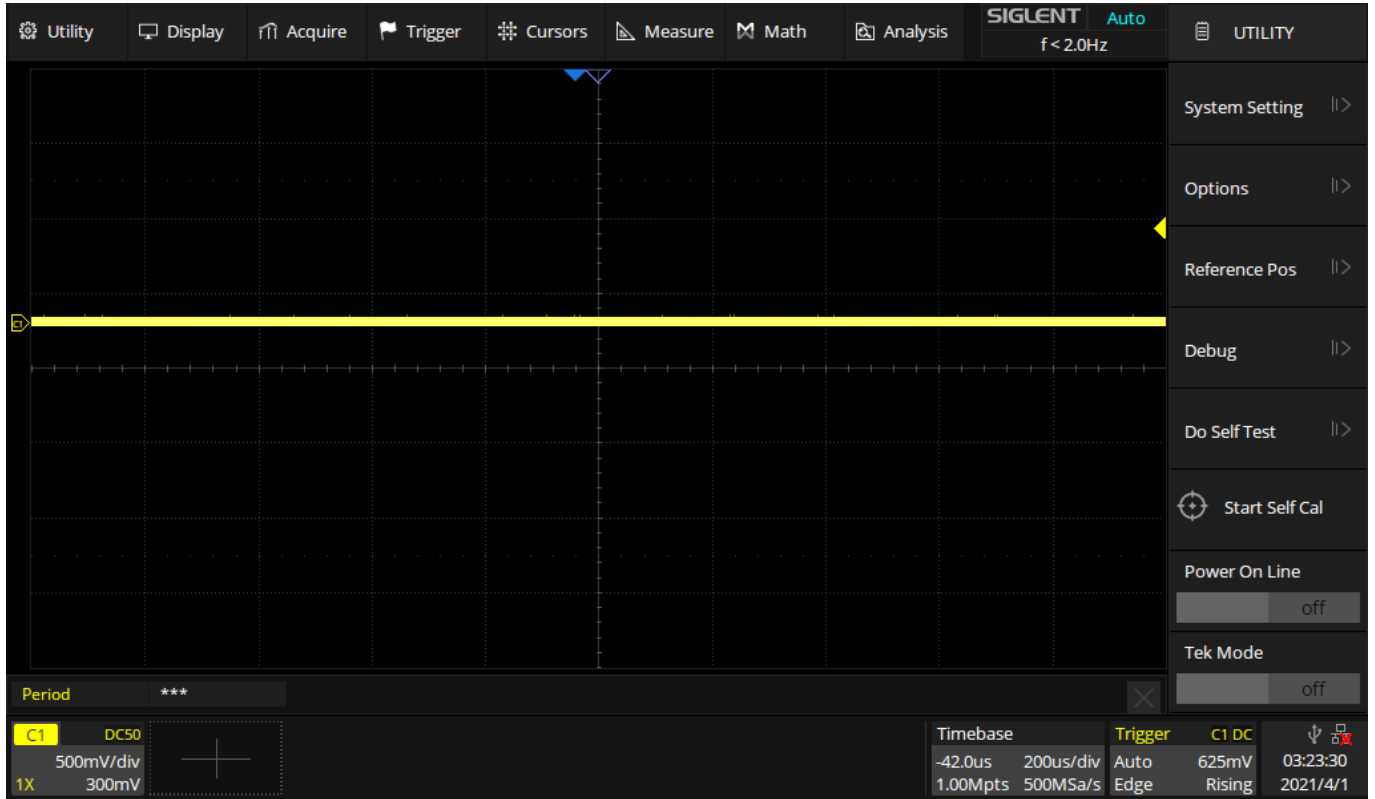 Utility Display Acquire Trigger Cursors Measure Math Analysis
SIGLENT Auto
f < 2.0Hz
UTILITY
System Setting
Options
Reference Pos
Debug
Do Self Test
Start Self Cal
Power On Line
off
Tek Mode
off
C1
Period ***
C1 DC50
500mV/div
1X 300mV
Timebase
-42.0us 200us/div
1.00Mpts 500MSa/s
Trigger C1 DC
Auto 625mV
Edge Rising
03:23:30
2021/4/1